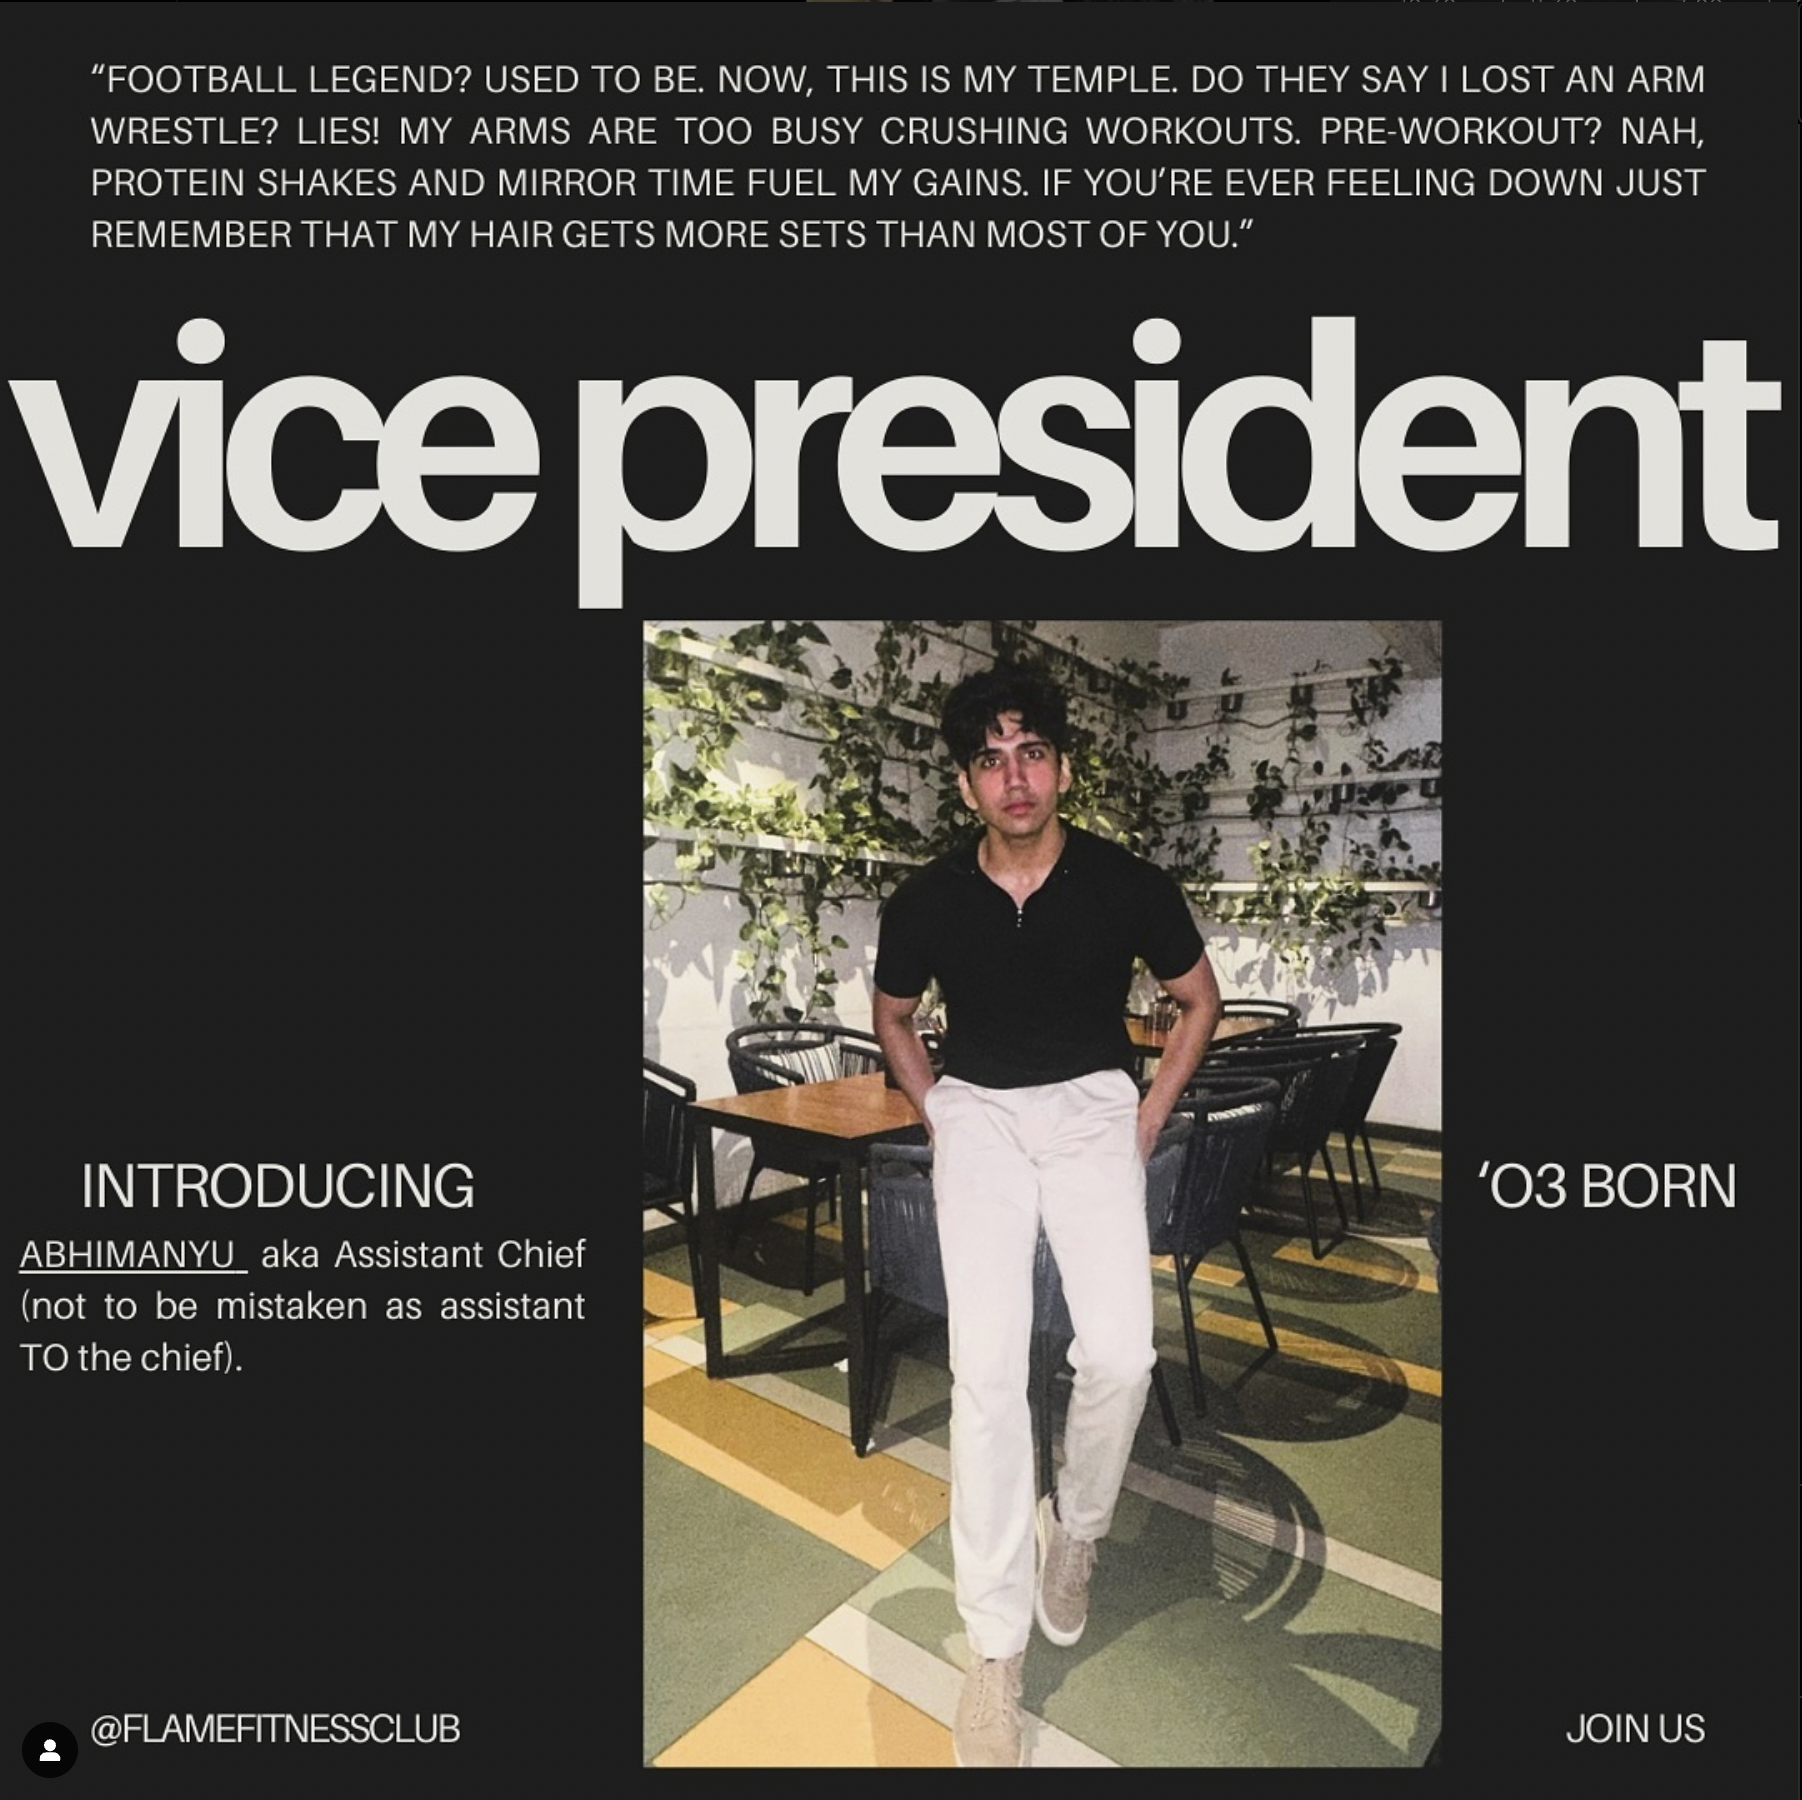 “FOOTBALL LEGEND? USED TO BE. NOW, THIS IS MY TEMPLE. DO THEY SAY I LOST AN ARM
WRESTLE? LIES! MY ARMS ARE TOO BUSY CRUSHING WORKOUTS. PRE-WORKOUT? NAH,
PROTEIN SHAKES AND MIRROR TIME FUEL MY GAINS. IF YOU’RE EVER FEELING DOWN JUST
REMEMBER THAT MY HAIR GETS MORE SETS THAN MOST OF YOU.”
vice president
INTRODUCING
ABHIMANYU aka Assistant Chief
(not to be mistaken as assistant
TO the chief).
‘03 BORN
@FLAMEFITNESSCLUB
JOIN US